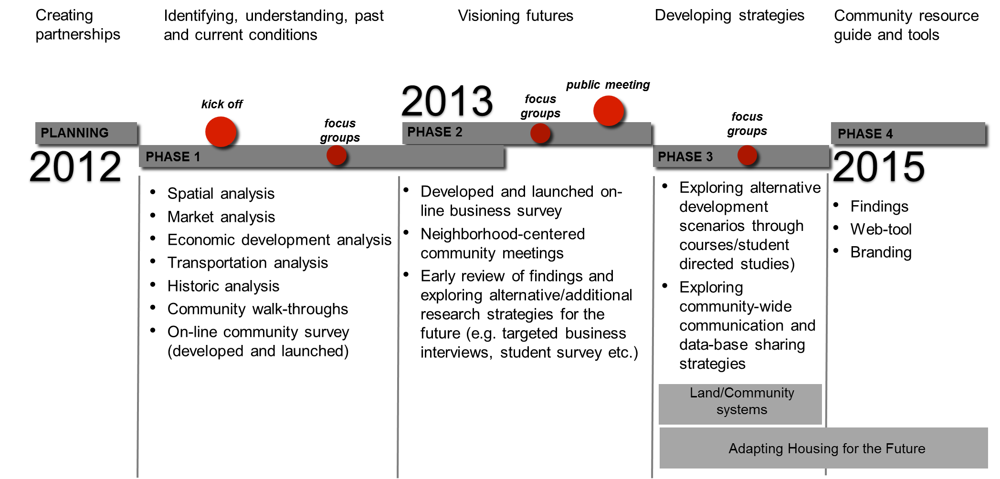 Creating
partnerships
Identifying, understanding, past
and current conditions
Visioning futures
Developing strategies
Community resource
guide and tools
kick off
focus
groups
2013
focus
groups
public meeting
focus
groups
PLANNING
2012
PHASE 1
PHASE 2
PHASE 3
PHASE 4
2015
• Spatial analysis
• Market analysis
• Economic development analysis
• Transportation analysis
• Historic analysis
• Community walk-throughs
• On-line community survey
(developed and launched)
• Developed and launched on-
line business survey
• Neighborhood-centered
community meetings
• Early review of findings and
exploring alternative/additional
research strategies for the
future (e.g. targeted business
interviews, student survey etc.)
• Exploring alternative
development
scenarios through
courses/student
directed studies)
• Exploring
community-wide
communication and
data-base sharing
strategies
• Findings
• Web-tool
• Branding
Land/Community
systems
Adapting Housing for the Future